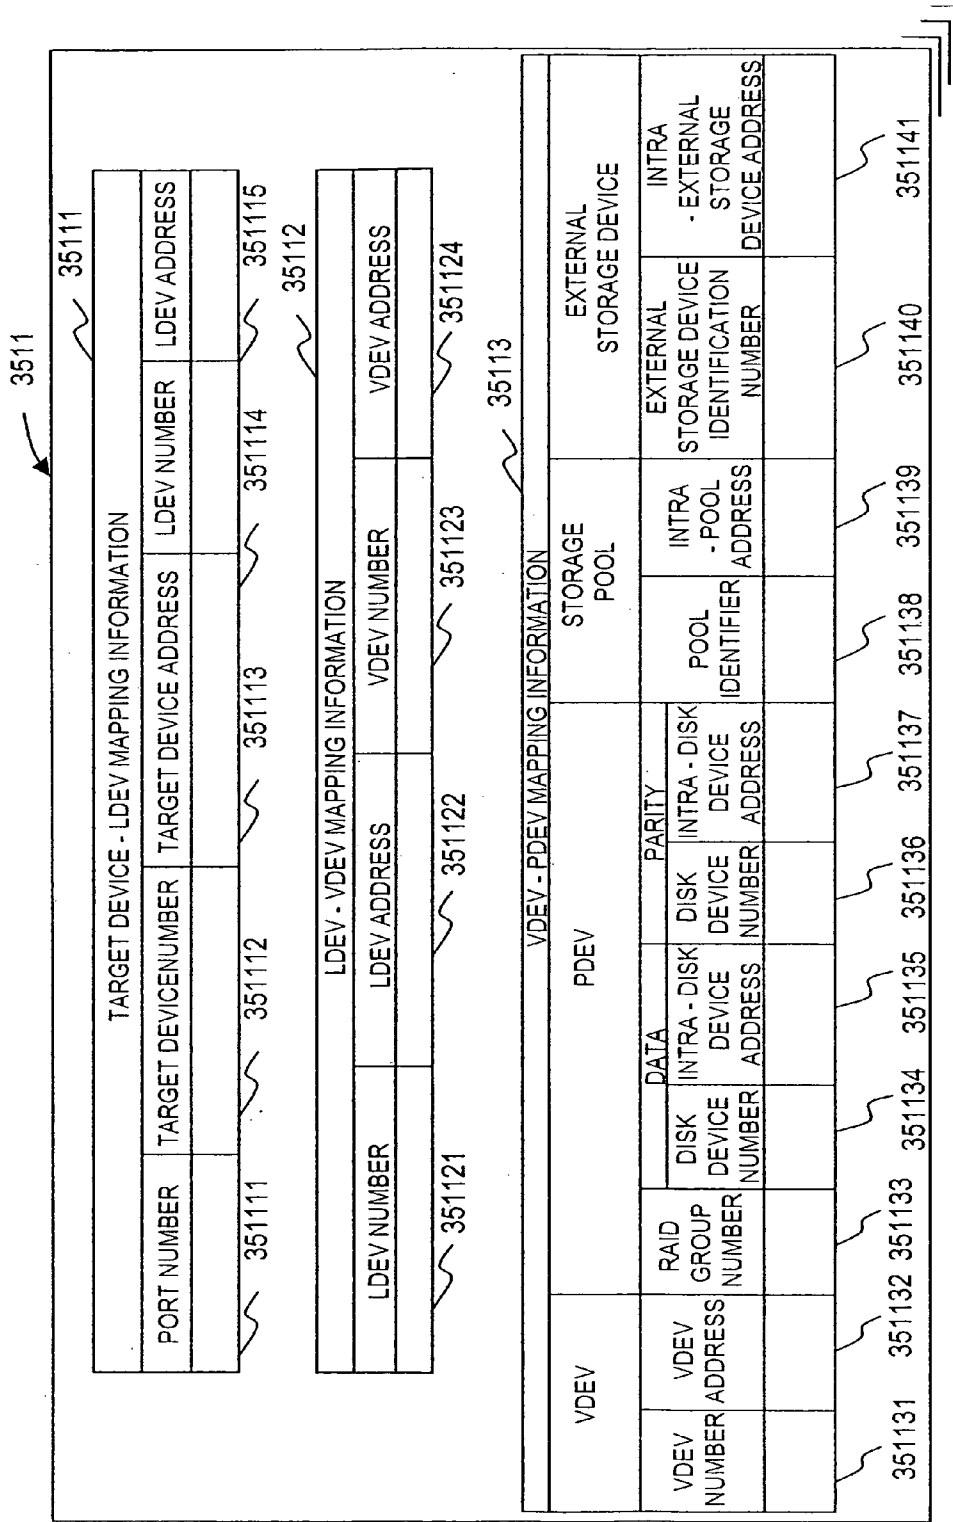 3511
35111
TARGET DEVICE - LDEV MAPPING INFORMATION
PORT NUMBER
TARGET DEVICENUMBER
TARGET DEVICE ADDRESS
LDEV NUMBER
LDEV ADDRESS
351111
351112
351113
351114
351115
35112
LDEV - VDEV MAPPING INFORMATION
LDEV NUMBER
LDEV ADDRESS
VDEV NUMBER
VDEV ADDRESS
351121
351122
351123
351124
35113
VDEV - PDEV MAPPING INFORMATION
VDEV
PDEV
STORAGE
POOL
EXTERNAL
STORAGE DEVICE
DATA
PARITY
VDEV
NUMBER
VDEV
ADDRESS
RAID
GROUP
NUMBER
DISK
DEVICE
NUMBER
INTRA - DISK
DEVICE
ADDRESS
DISK
DEVICE
NUMBER
INTRA - DISK
DEVICE
ADDRESS
POOL
IDENTIFIER
INTRA
- POOL
ADDRESS
EXTERNAL
STORAGE DEVICE
IDENTIFICATION
NUMBER
INTRA
- EXTERNAL
STORAGE
DEVICE ADDRESS
351131
351132
351133
351134
351135
351136
351137
351138
351139
351140
351141